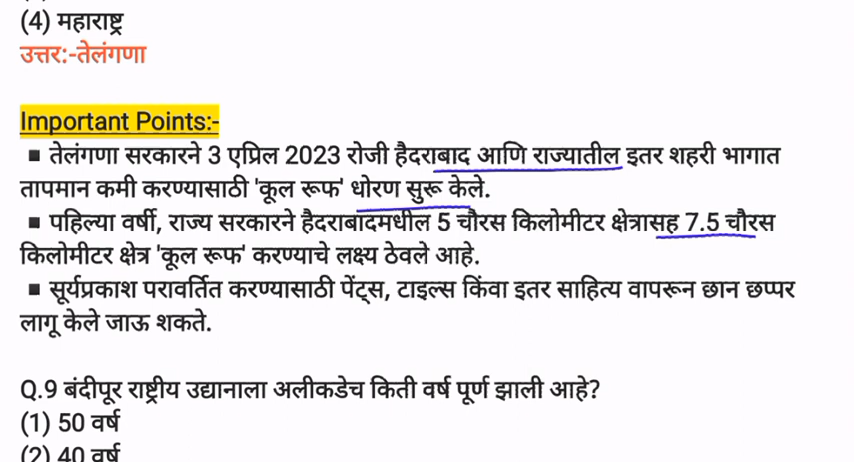 (4) महाराष्ट्र
उत्तर:-तेलंगणा
Important Points:-
▪ तेलंगणा सरकारने 3 एप्रिल 2023 रोजी हैदराबाद आणि राज्यातील इतर शहरी भागात
तापमान कमी करण्यासाठी 'कूल रूफ' धोरण सुरू केले.
▪ पहिल्या वर्षी, राज्य सरकारने हैदराबादमधील 5 चौरस किलोमीटर क्षेत्रासह 7.5 चौरस
किलोमीटर क्षेत्र 'कूल रूफ' करण्याचे लक्ष्य ठेवले आहे.
▪ सूर्यप्रकाश परावर्तित करण्यासाठी पेंट्स, टाइल्स किंवा इतर साहित्य वापरून छान छप्पर
लागू केले जाऊ शकते.
Q.9 बंदीपूर राष्ट्रीय उद्यानाला अलीकडेच किती वर्ष पूर्ण झाली आहे?
(1) 50 वर्ष
(2) 40 वर्ष